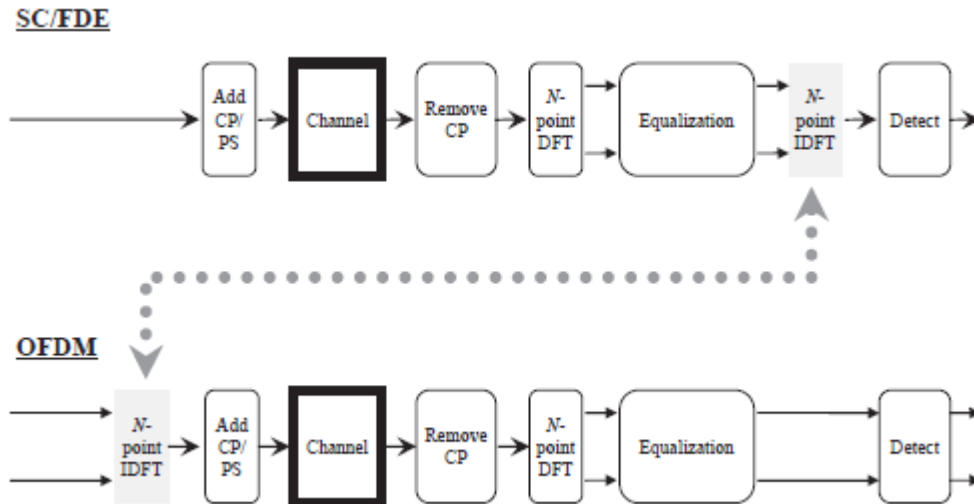 SC/FDE
Add
CP/
PS
Channel
Remove
CP
N-
point
DFT
Equalization
N-
point
IDFT
Detect
OFDM
N-
point
IDFT
Add
CP/
PS
Channel
Remove
CP
N-
point
DFT
Equalization
Detect